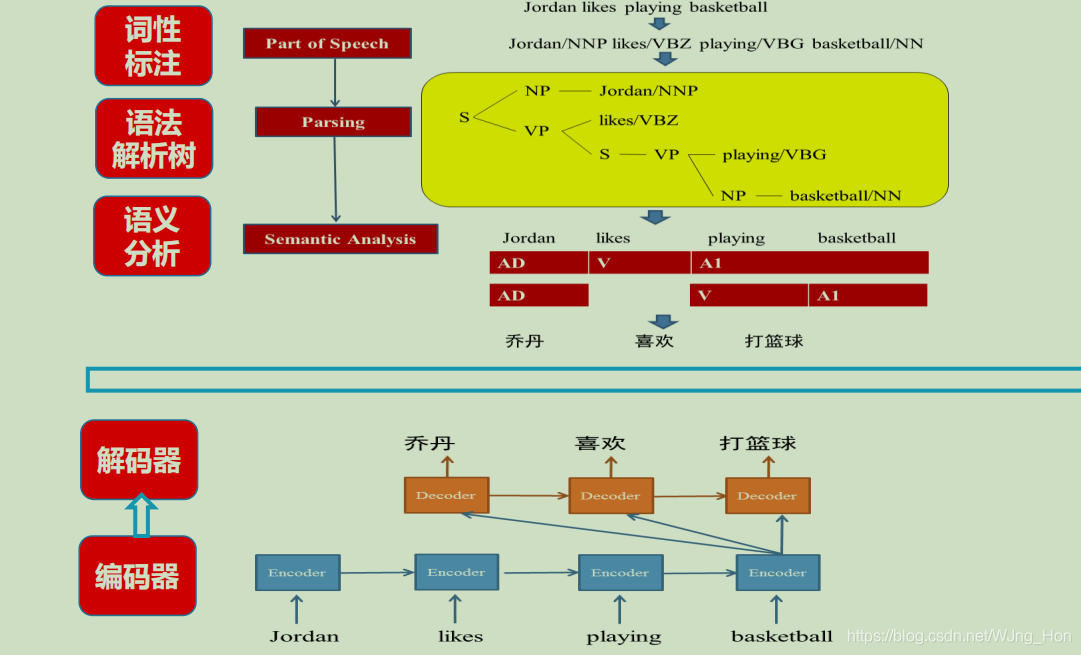 Jordan likes playing basketball
词性
标注
Part of Speech
Jordan/NNP likes/VBZ playing/VBG basketball/NN
语法
解析树
Parsing
NP Jordan/NNP
S
VP likes/VBZ
S VP playing/VBG
NP basketball/NN
语义
分析
Semantic Analysis
Jordan likes playing basketball
AD V A1
AD V A1
乔丹 喜欢 打篮球
解码器
乔丹 喜欢 打篮球
Decoder Decoder Decoder
编码器
Encoder Encoder Encoder Encoder
Jordan likes playing basketball
https://blog.csdn.net/WJng_Hon